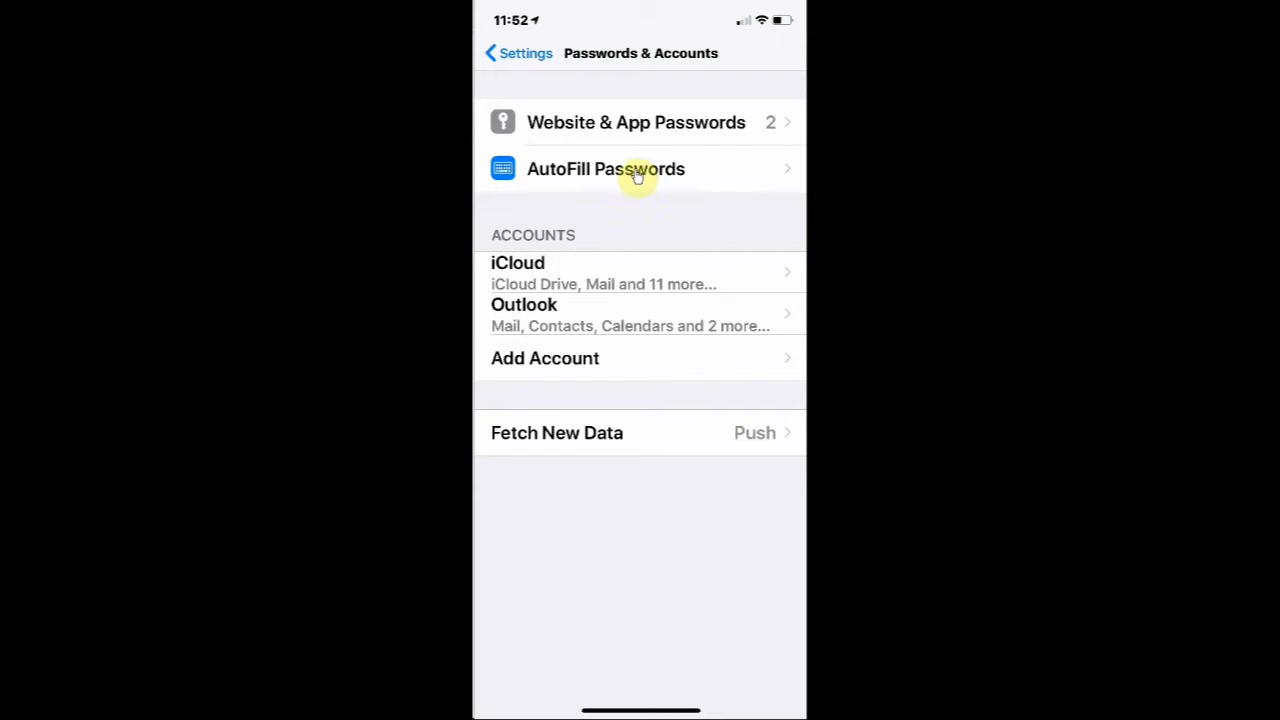 11:52
Settings
Passwords & Accounts
Website & App Passwords 2
AutoFill Passwords
ACCOUNTS
iCloud
iCloud Drive, Mail and 11 more...
Outlook
Mail, Contacts, Calendars and 2 more...
Add Account
Fetch New Data Push